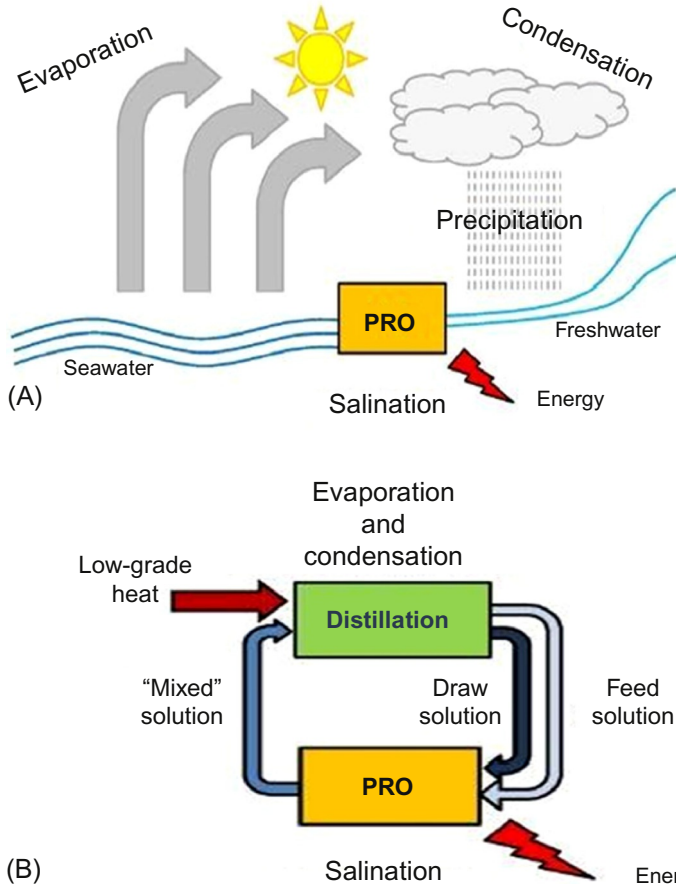 Evaporation
Condensation
Precipitation
PRO
Freshwater
Seawater
(A)
Salination
Energy
Evaporation
and
condensation
Low-grade
heat
Distillation
“Mixed”
solution
Draw
solution
Feed
solution
PRO
(B)
Salination
Ener